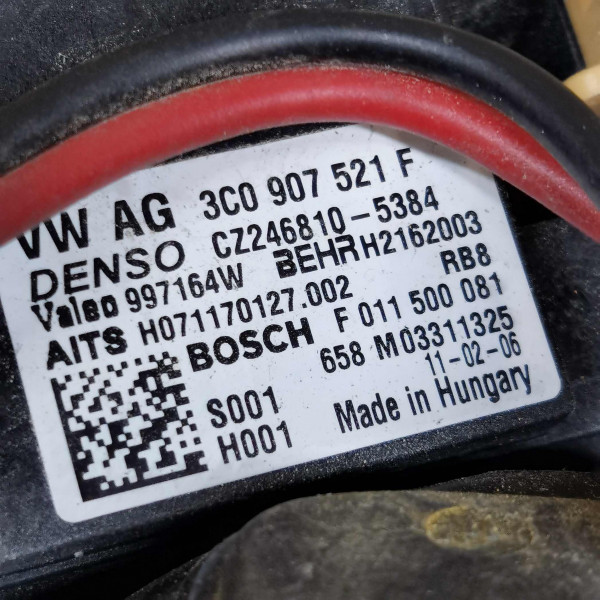 VW AG 3C0 907 521 F
DENSO CZ246810-5384
Valeo 997164W BEHR H2162003
AITS H071170127.002 RB8
BOSCH F 011 500 081
658 M03311325
S001 11-02-06
H001 Made in Hungary